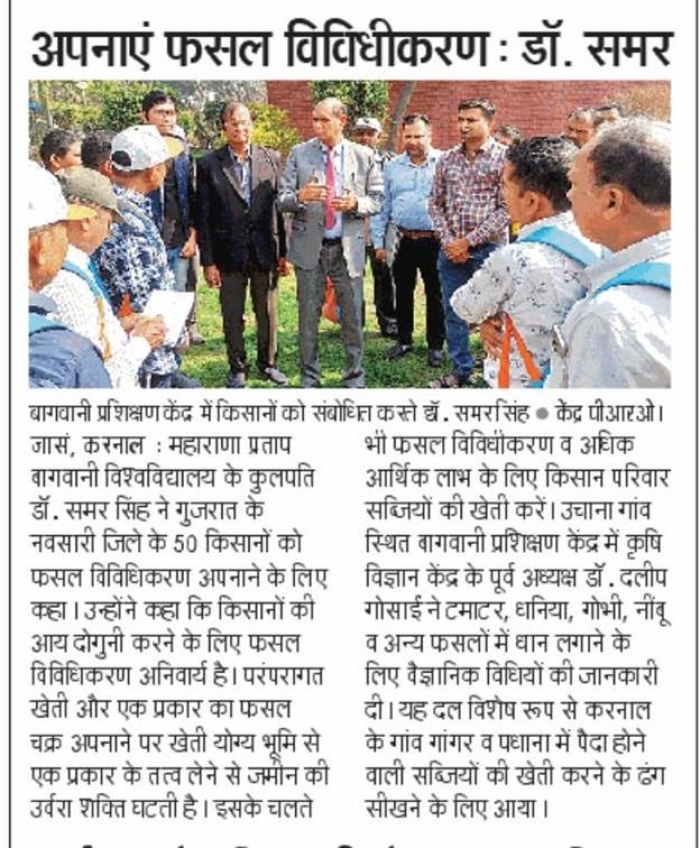 अपनाएं फसल विविधीकरण : डॉ. समर
बागवानी प्रशिक्षण केंद्र में किसानों को संबोधित करते डॉ. समरसिंह ● केंद्र पीआरओ।
जासं, करनाल : महाराणा प्रताप
बागवानी विश्वविद्यालय के कुलपति
डॉ. समर सिंह ने गुजरात के
नवसारी जिले के 50 किसानों को
फसल विविधिकरण अपनाने के लिए
कहा। उन्होंने कहा कि किसानों की
आय दोगुनी करने के लिए फसल
विविधिकरण अनिवार्य है। परंपरागत
खेती और एक प्रकार का फसल
चक्र अपनाने पर खेती योग्य भूमि से
एक प्रकार के तत्व लेने से जमीन की
उर्वरा शक्ति घटती है। इसके चलते
भी फसल विविधीकरण व अधिक
आर्थिक लाभ के लिए किसान परिवार
सब्जियों की खेती करें। उचाना गांव
स्थित बागवानी प्रशिक्षण केंद्र में कृषि
विज्ञान केंद्र के पूर्व अध्यक्ष डॉ. दलीप
गोसाई ने टमाटर, धनिया, गोभी, नींबू
व अन्य फसलों में धान लगाने के
लिए वैज्ञानिक विधियों की जानकारी
दी। यह दल विशेष रूप से करनाल
के गांव गांगर व पधाना में पैदा होने
वाली सब्जियों की खेती करने के ढंग
सीखने के लिए आया।